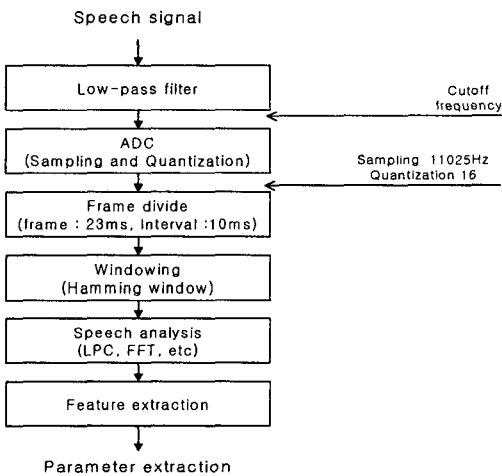 Speech signal
Low-pass filter
Cutoff
frequency
ADC
(Sampling and Quantization)
Sampling 11025Hz
Quantization 16
Frame divide
(frame : 23ms, Interval :10ms)
Windowing
(Hamming window)
Speech analysis
(LPC, FFT, etc)
Feature extraction
Parameter extraction